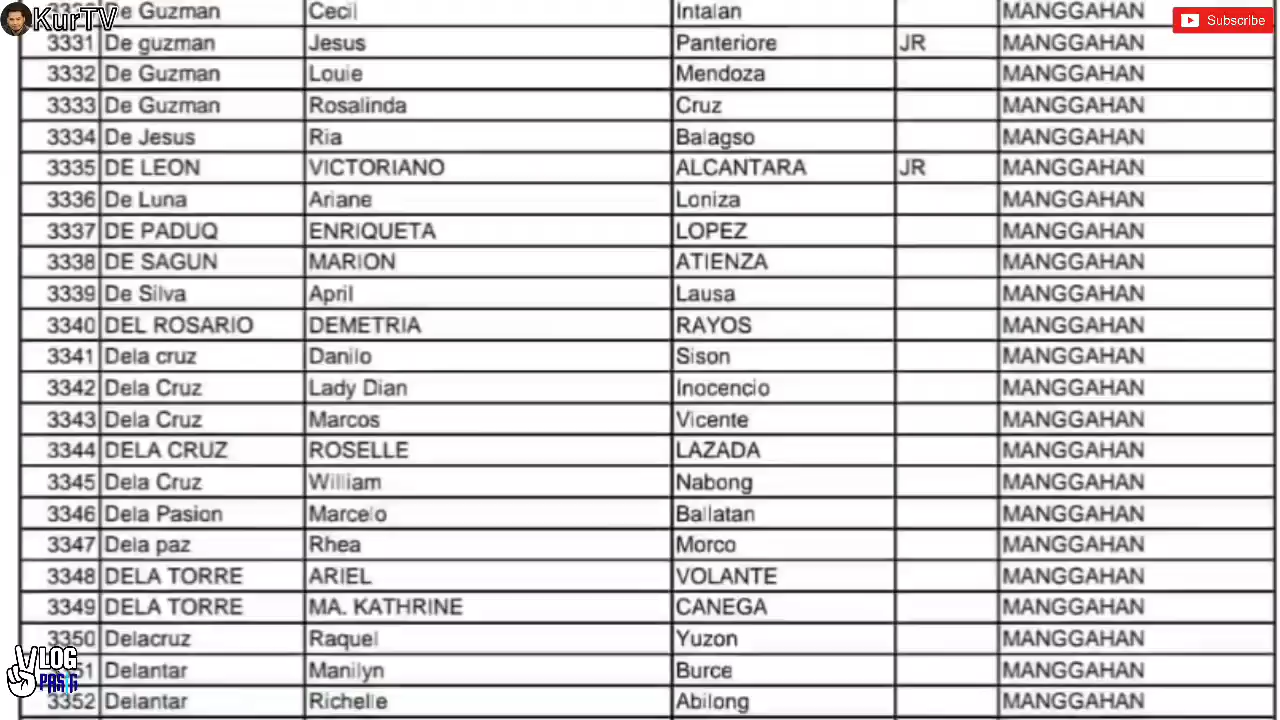 KurTV
Subscribe
De Guzman Cecil Intalan MANGGAHAN
3331 De guzman Jesus Panteriore JR MANGGAHAN
3332 De Guzman Louie Mendoza MANGGAHAN
3333 De Guzman Rosalinda Cruz MANGGAHAN
3334 De Jesus Ria Balagso MANGGAHAN
3335 DE LEON VICTORIANO ALCANTARA JR MANGGAHAN
3336 De Luna Ariane Loniza MANGGAHAN
3337 DE PADUQ ENRIQUETA LOPEZ MANGGAHAN
3338 DE SAGUN MARION ATIENZA MANGGAHAN
3339 De Silva April Lausa MANGGAHAN
3340 DEL ROSARIO DEMETRIA RAYOS MANGGAHAN
3341 Dela cruz Danilo Sison MANGGAHAN
3342 Dela Cruz Lady Dian Inocencio MANGGAHAN
3343 Dela Cruz Marcos Vicente MANGGAHAN
3344 DELA CRUZ ROSELLE LAZADA MANGGAHAN
3345 Dela Cruz William Nabong MANGGAHAN
3346 Dela Pasion Marcelo Ballatan MANGGAHAN
3347 Dela paz Rhea Morco MANGGAHAN
3348 DELA TORRE ARIEL VOLANTE MANGGAHAN
3349 DELA TORRE MA. KATHRINE CANEGA MANGGAHAN
3350 Delacruz Raquel Yuzon MANGGAHAN
Delantar Manilyn Burce MANGGAHAN
3352 Delantar Richelle Abilong MANGGAHAN
VLOG
PASIG